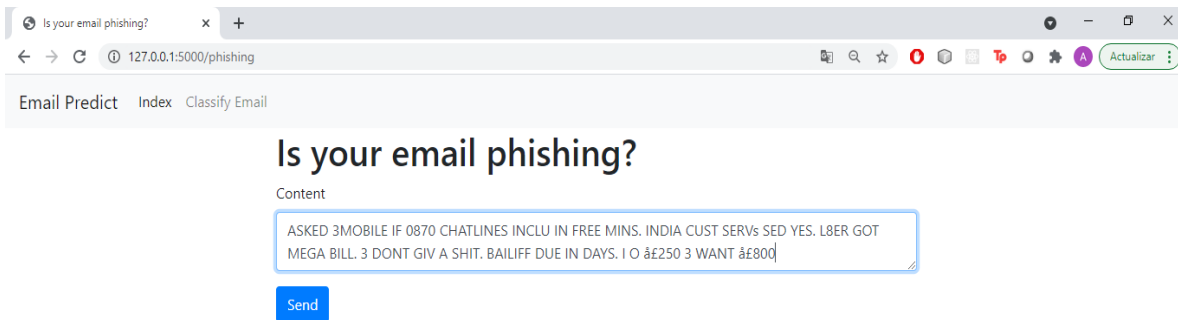 Is your email phishing?
127.0.0.1:5000/phishing
Actualizar
Email Predict Index Classify Email
Is your email phishing?
Content
ASKED 3MOBILE IF 0870 CHATLINES INCLU IN FREE MINS. INDIA CUST SERVs SED YES. L8ER GOT
MEGA BILL. 3 DONT GIV A SHIT. BAILIFF DUE IN DAYS. I O å£250 3 WANT å£800
Send